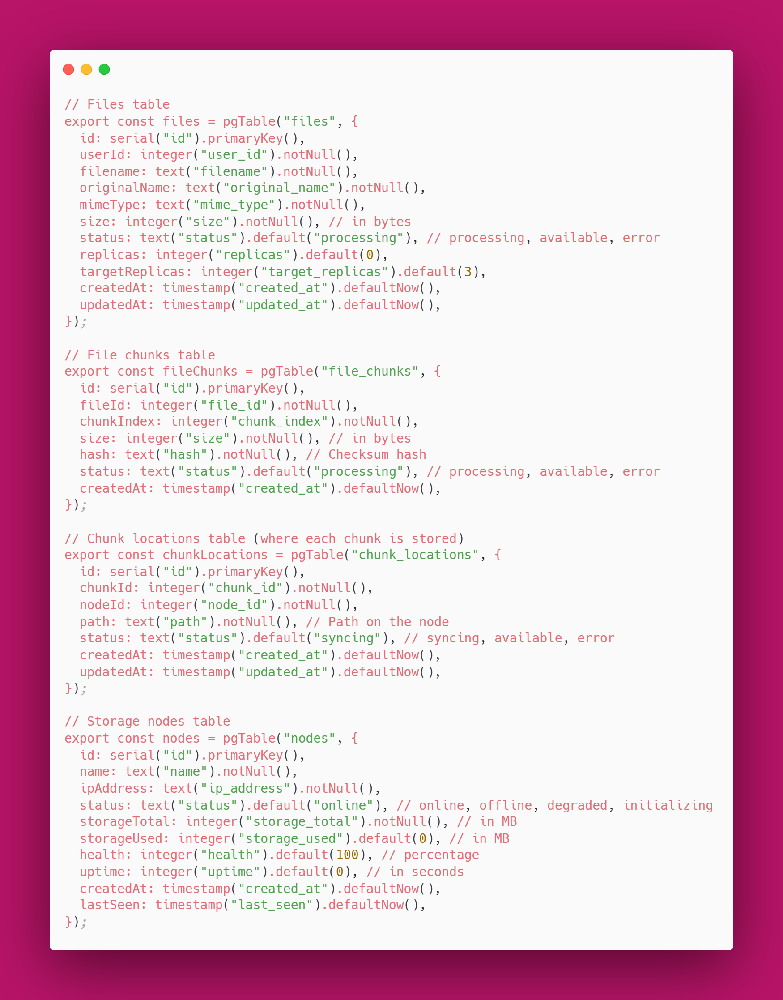 // Files table
export const files = pgTable("files", {
  id: serial("id").primaryKey(),
  userId: integer("user_id").notNull(),
  filename: text("filename").notNull(),
  originalName: text("original_name").notNull(),
  mimeType: text("mime_type").notNull(),
  size: integer("size").notNull(), // in bytes
  status: text("status").default("processing"), // processing, available, error
  replicas: integer("replicas").default(0),
  targetReplicas: integer("target_replicas").default(3),
  createdAt: timestamp("created_at").defaultNow(),
  updatedAt: timestamp("updated_at").defaultNow(),
});

// File chunks table
export const fileChunks = pgTable("file_chunks", {
  id: serial("id").primaryKey(),
  fileId: integer("file_id").notNull(),
  chunkIndex: integer("chunk_index").notNull(),
  size: integer("size").notNull(), // in bytes
  hash: text("hash").notNull(), // Checksum hash
  status: text("status").default("processing"), // processing, available, error
  createdAt: timestamp("created_at").defaultNow(),
});

// Chunk locations table (where each chunk is stored)
export const chunkLocations = pgTable("chunk_locations", {
  id: serial("id").primaryKey(),
  chunkId: integer("chunk_id").notNull(),
  nodeId: integer("node_id").notNull(),
  path: text("path").notNull(), // Path on the node
  status: text("status").default("syncing"), // syncing, available, error
  createdAt: timestamp("created_at").defaultNow(),
  updatedAt: timestamp("updated_at").defaultNow(),
});

// Storage nodes table
export const nodes = pgTable("nodes", {
  id: serial("id").primaryKey(),
  name: text("name").notNull(),
  ipAddress: text("ip_address").notNull(),
  status: text("status").default("online"), // online, offline, degraded, initializing
  storageTotal: integer("storage_total").notNull(), // in MB
  storageUsed: integer("storage_used").default(0), // in MB
  health: integer("health").default(100), // percentage
  uptime: integer("uptime").default(0), // in seconds
  createdAt: timestamp("created_at").defaultNow(),
  lastSeen: timestamp("last_seen").defaultNow(),
});